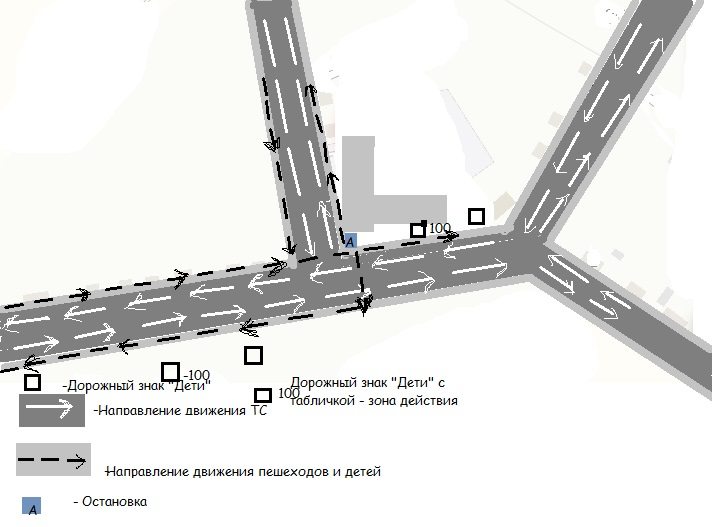 100
А
-100
-Дорожный знак "Дети"
100
Дорожный знак "Дети" с
табличкой - зона действия
-Направление движения ТС
-Направление движения пешеходов и детей
А
- Остановка